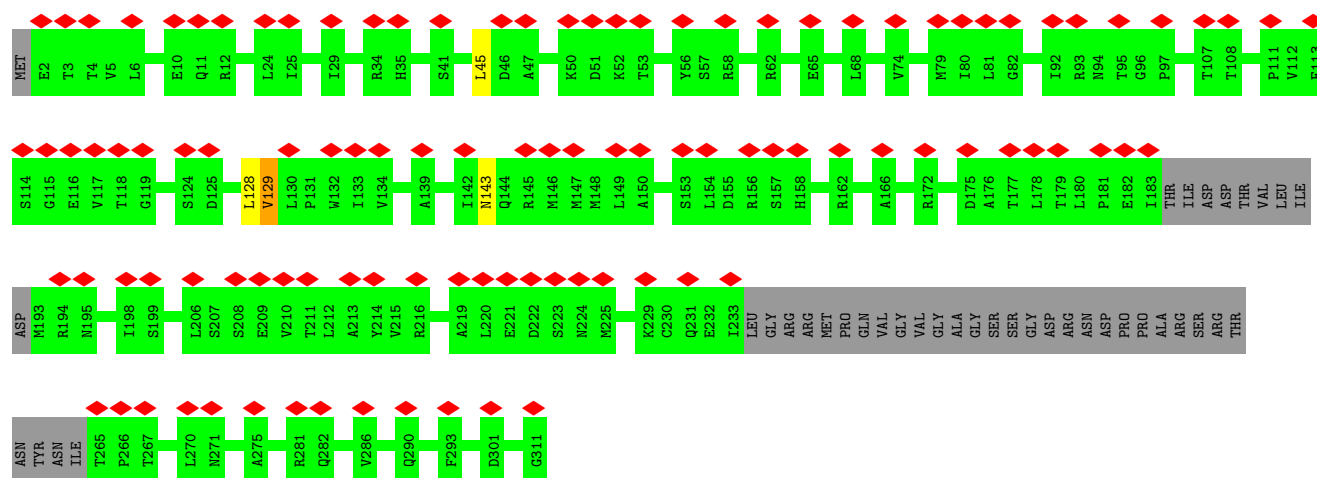 MET E2 T3 T4 V5 L6 E10 Q11 R12 L24 I25 I29 R34 H35 S41 L45 D46 A47 K50 D51 K52 T53 Y56 S57 R58 R62 E65 L68 V74 M79 I80 L81 G82 I92 R93 N94 T95 G96 P97 T107 T108 P111 V112
S114 G115 E116 V117 T118 G119 S124 D125 L128 V129 L130 P131 W132 I133 V134 A139 I142 N143 Q144 R145 M146 M147 M148 L149 A150 S153 L154 D155 R156 S157 H158 R162 A166 R172 D175 A176 T177 L178 T179 L180 P181 E182 I183 THR ILE ASP ASP THR VAL LEU ILE
ASP M193 R194 N195 I198 S199 L206 S207 S208 E209 V210 T211 L212 A213 Y214 V215 R216 A219 L220 E221 D222 S223 N224 M225 K229 C230 Q231 E232 I233 LEU GLY ARG ARG MET PRO GLN VAL GLY VAL GLY ALA GLY SER SER GLY ASP ARG ASN ASP PRO PRO ALA ARG SER ARG THR
ASN TYR ASN ILE T265 P266 T267 L270 N271 A275 R281 Q282 V286 Q290 F293 D301 G311